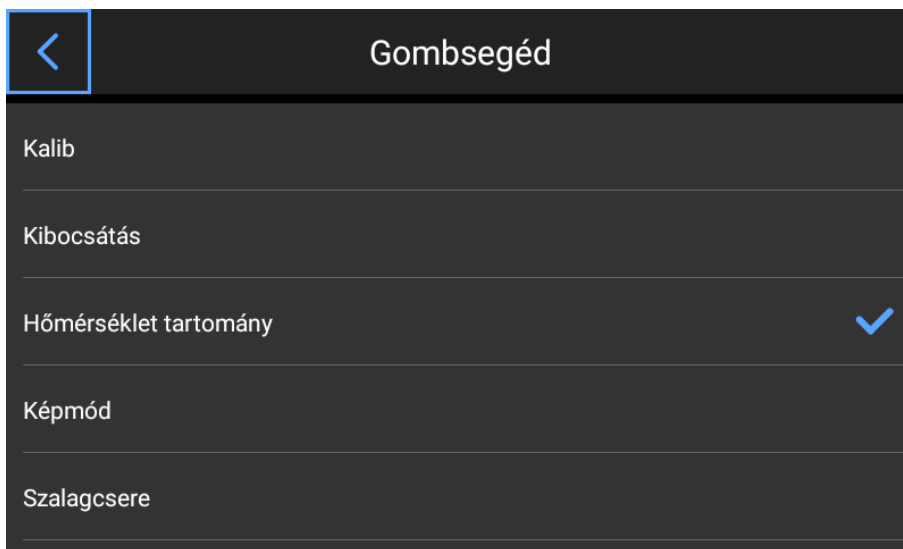 Gombsegéd
Kalib
Kibocsátás
Hőmérséklet tartomány
Képmód
Szalagcsere